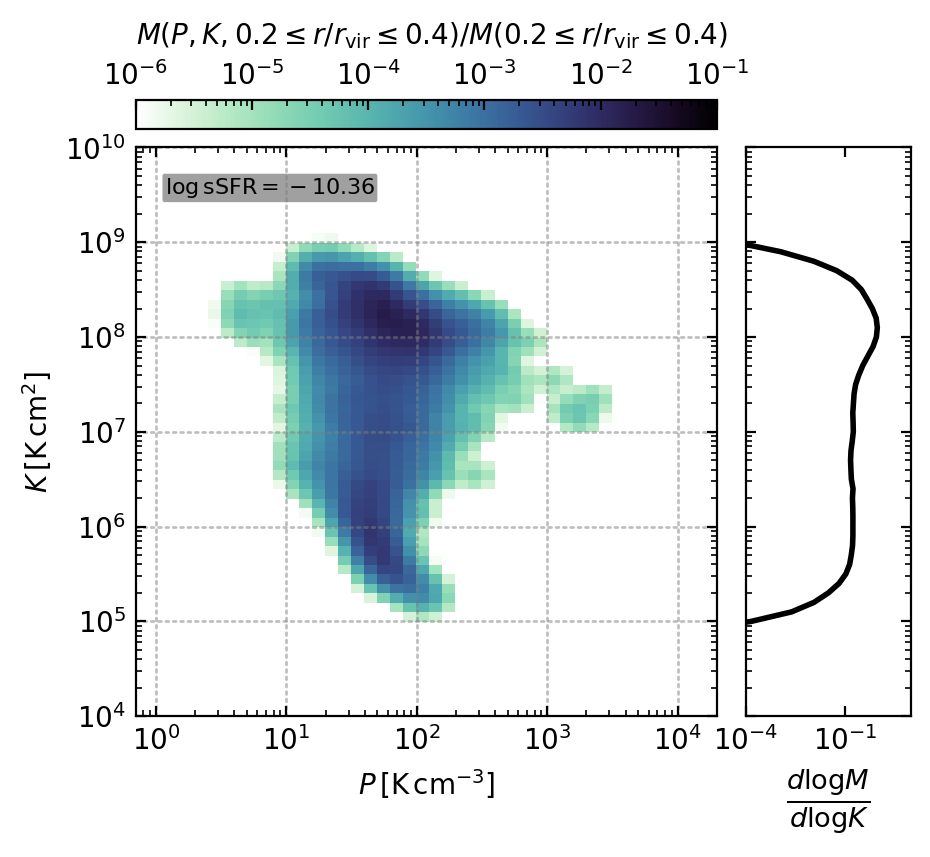 M(P, K, 0.2 ≤ r/r_vir ≤ 0.4)/M(0.2 ≤ r/r_vir ≤ 0.4)
10^−6 10^−5 10^−4 10^−3 10^−2 10^−1
10^10
log sSFR = −10.36
10^9
10^8
10^7
10^6
10^5
10^4
K [K cm^2]
10^0 10^1 10^2 10^3 10^4
P [K cm^−3]
10^−4 10^−1
dlogM
dlogK